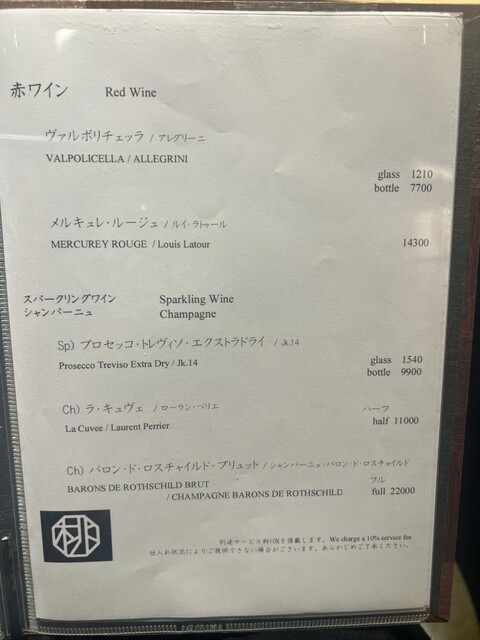 赤ワイン Red Wine
ヴァルポリチェッラ / アレグリーニ
VALPOLICELLA / ALLEGRINI
glass 1210
bottle 7700
メルキュレ・ルージュ / ルイ・ラトゥール
MERCUREY ROUGE / Louis Latour 14300
スパークリングワイン Sparkling Wine
シャンパーニュ Champagne
Sp) プロセッコ・トレヴィソ・エクストラドライ / Jk.14
Prosecco Treviso Extra Dry / Jk.14 glass 1540
bottle 9900
Ch) ラ・キュヴェ / ローラン・ペリエ ハーフ
La Cuvee / Laurent Perrier half 11000
Ch) バロン・ド・ロスチャイルド・ブリュット / シャンパーニュ・バロン・ド・ロスチャイルド
フル
BARONS DE ROTHSCHILD BRUT
/ CHAMPAGNE BARONS DE ROTHSCHILD full 22000
別途サービス料10%を頂戴します。We charge a 10% service fee
仕入れ状況によりご提供できない場合がございます。あらかじめご了承ください。